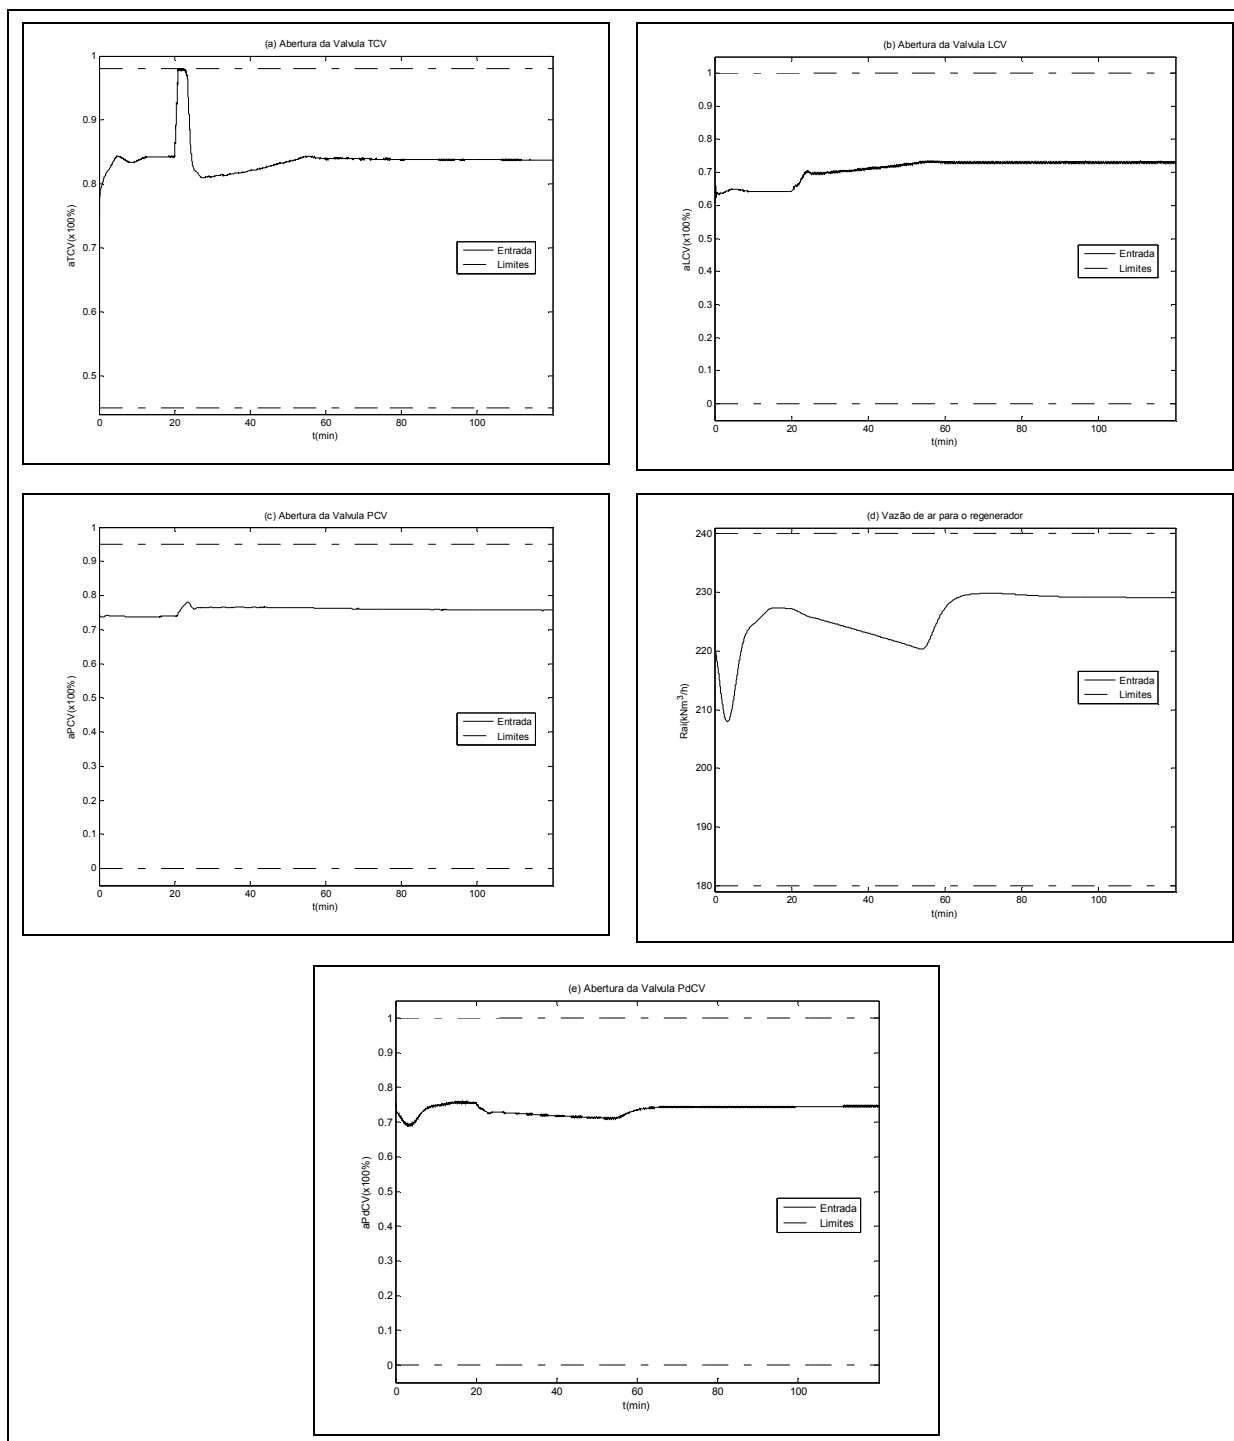 (a) Abertura da Valvula TCV
1
0.9
0.8
0.7
0.6
0.5
aTCV(x100%)
Entrada
Limites
0 20 40 60 80 100
t(min)
(b) Abertura da Valvula LCV
1
0.9
0.8
0.7
0.6
0.5
0.4
0.3
0.2
0.1
0
aLCV(x100%)
Entrada
Limites
0 20 40 60 80 100
t(min)
(c) Abertura da Valvula PCV
1
0.9
0.8
0.7
0.6
0.5
0.4
0.3
0.2
0.1
0
aPCV(x100%)
Entrada
Limites
0 20 40 60 80 100
t(min)
(d) Vazão de ar para o regenerador
240
230
220
210
200
190
180
Rai(kNm³/h)
Entrada
Limites
0 20 40 60 80 100
t(min)
(e) Abertura da Valvula PdCV
1
0.9
0.8
0.7
0.6
0.5
0.4
0.3
0.2
0.1
0
aPdCV(x100%)
Entrada
Limites
0 20 40 60 80 100
t(min)